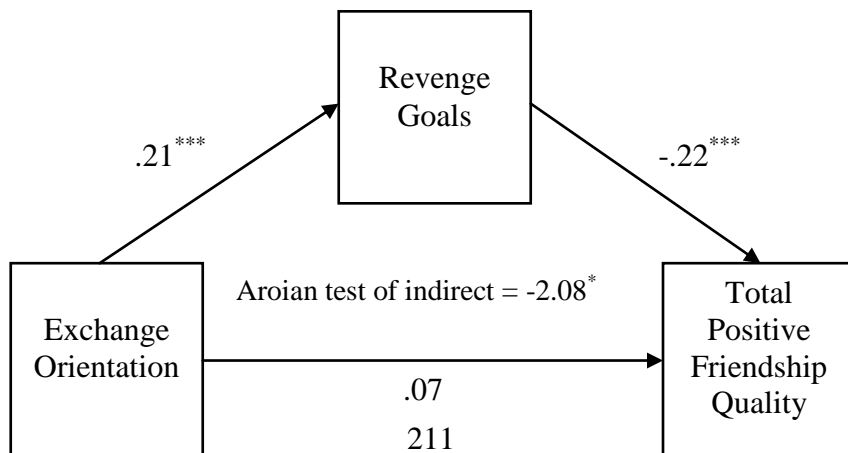 Revenge
Goals
.21***
-.22***
Aroian test of indirect = -2.08*
Exchange
Orientation
Total
Positive
Friendship
Quality
.07
211